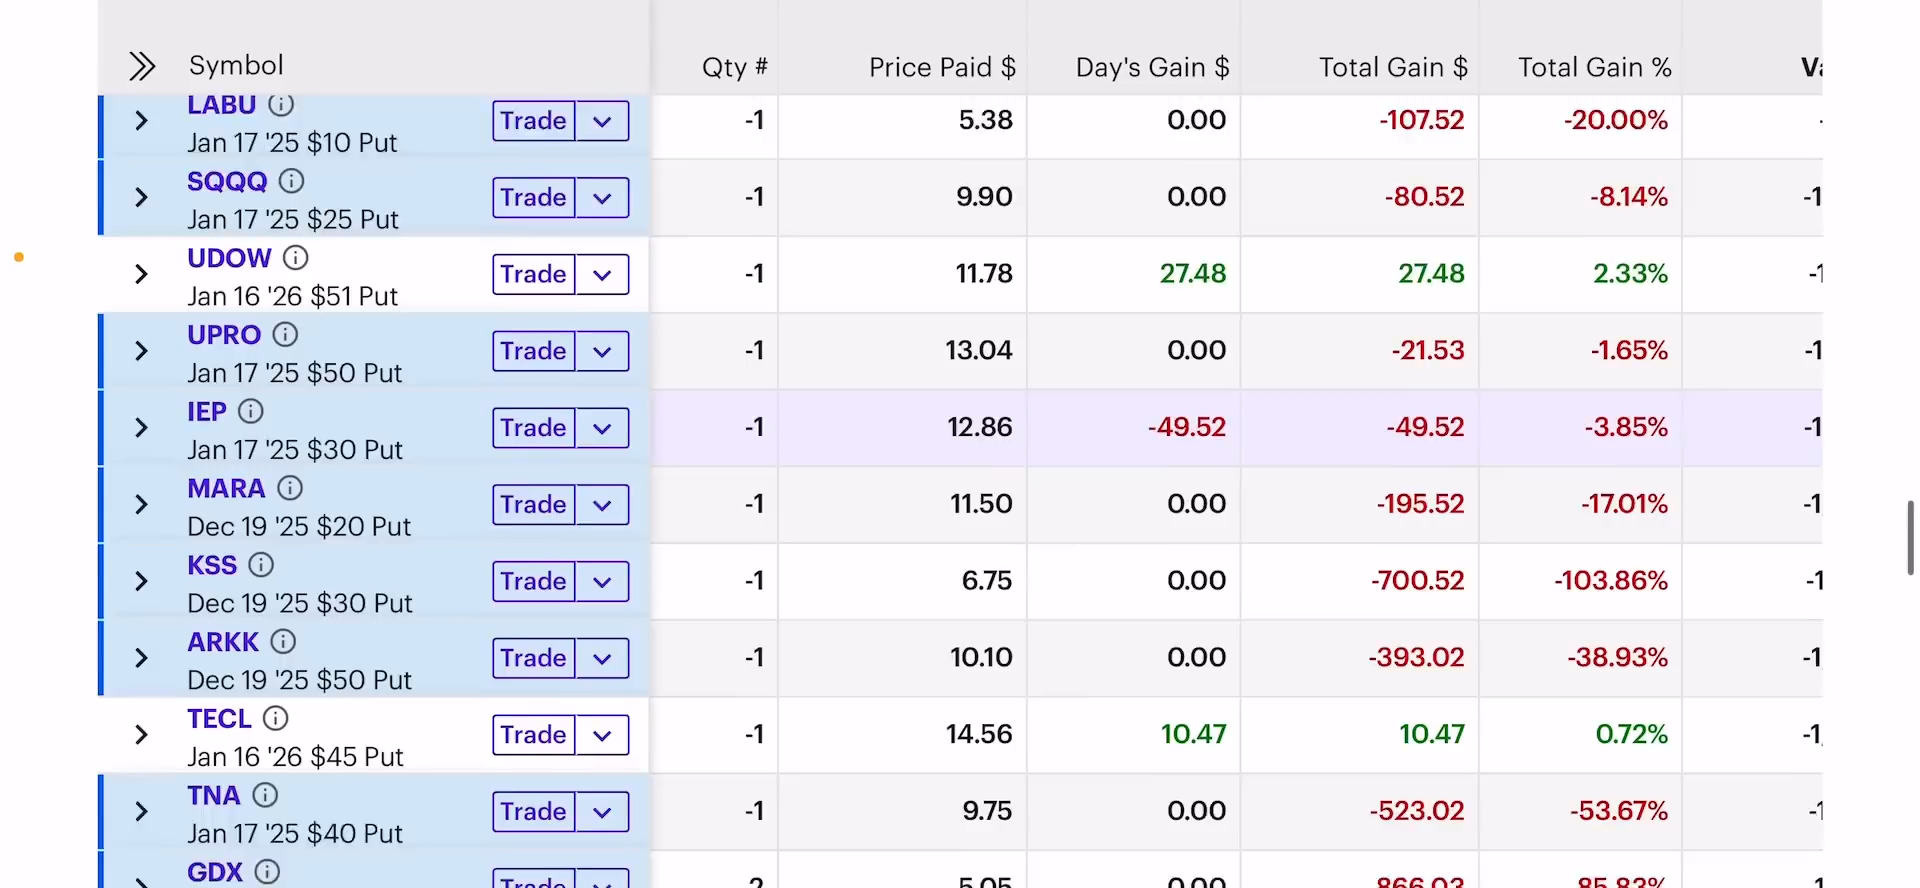 Symbol Qty # Price Paid $ Day's Gain $ Total Gain $ Total Gain %
LABU
Jan 17 '25 $10 Put Trade -1 5.38 0.00 -107.52 -20.00%
SQQQ
Jan 17 '25 $25 Put Trade -1 9.90 0.00 -80.52 -8.14% -1
UDOW
Jan 16 '26 $51 Put Trade -1 11.78 27.48 27.48 2.33% -1
UPRO
Jan 17 '25 $50 Put Trade -1 13.04 0.00 -21.53 -1.65% -1
IEP
Jan 17 '25 $30 Put Trade -1 12.86 -49.52 -49.52 -3.85% -1
MARA
Dec 19 '25 $20 Put Trade -1 11.50 0.00 -195.52 -17.01% -1
KSS
Dec 19 '25 $30 Put Trade -1 6.75 0.00 -700.52 -103.86% -1
ARKK
Dec 19 '25 $50 Put Trade -1 10.10 0.00 -393.02 -38.93% -1
TECL
Jan 16 '26 $45 Put Trade -1 14.56 10.47 10.47 0.72% -1,
TNA
Jan 17 '25 $40 Put Trade -1 9.75 0.00 -523.02 -53.67% -1
GDX
Trade